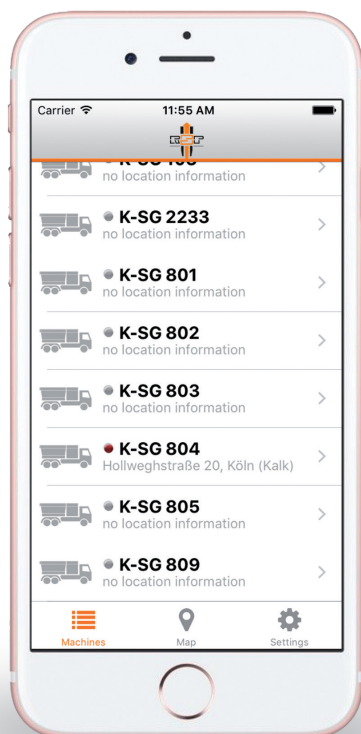 Carrier 11:55 AM
K-SG
no location information
K-SG 2233
no location information
K-SG 801
no location information
K-SG 802
no location information
K-SG 803
no location information
K-SG 804
Hollweghstraße 20, Köln (Kalk)
K-SG 805
no location information
K-SG 809
no location information
Machines Map Settings